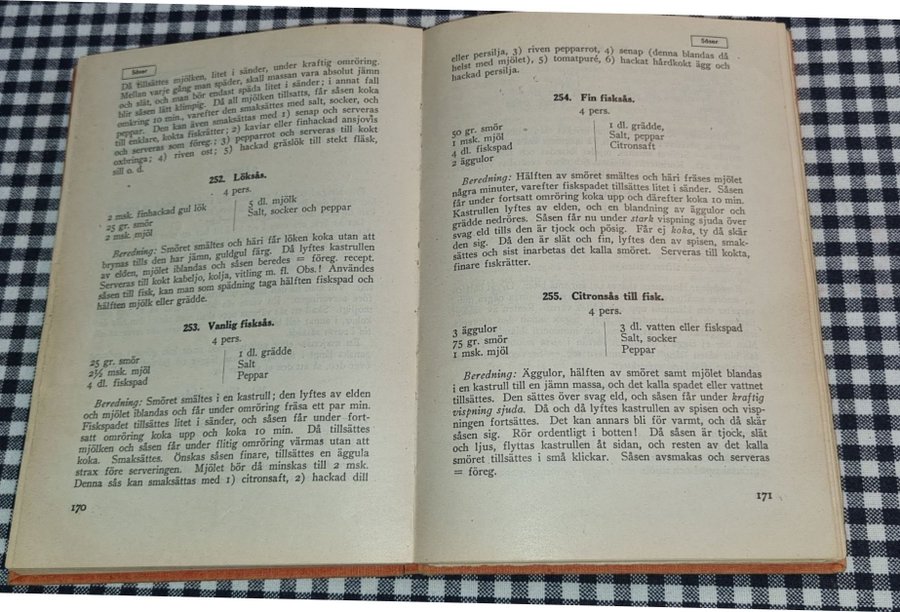 Såser
Då tillsättes mjölken, litet i sänder, under kraftig omröring.
Mellan varje gång man späder, skall massan vara absolut jämn
och slät, och man bör endast späda litet i sänder; i annat fall
blir såsen lätt klimpig. Då all mjölken tillsatts, får såsen koka
omkring 10 min., varefter den smaksättes med salt, socker, och
peppar. Den kan även smaksättas med 1) senap och serveras
till enklare, kokta fiskrätter; 2) kaviar eller finhackad ansjovis
och serveras som föreg.; 3) pepparrot och serveras till kokt
oxbringa; 4) riven ost; 5) hackad gräslök till stekt fläsk,
sill o. d.
252. Löksås.
4 pers.
2 msk. finhackad gul lök
25 gr. smör
2 msk. mjöl
5 dl. mjölk
Salt, socker och peppar
Beredning: Smöret smältes och häri får löken koka utan att
brynas tills den har jämn, guldgul färg. Då lyftes kastrullen
av elden, mjölet iblandas och såsen beredes = föreg. recept.
Serveras till kokt kabeljo, kolja, vitling m. fl. Obs.! Användes
såsen till fisk, kan man som spädning taga hälften fiskspad och
hälften mjölk eller grädde.
253. Vanlig fisksås.
4 pers.
25 gr. smör
2½ msk. mjöl
4 dl. fiskspad
1 dl. grädde
Salt
Peppar
Beredning: Smöret smältes i en kastrull; den lyftes av elden
och mjölet iblandas och får under omröring fräsa ett par min.
Fiskspadet tillsättes litet i sänder, och såsen får under fort-
satt omröring koka upp och koka 10 min. Då tillsättes
mjölken och såsen får under flitig omröring värmas utan att
koka. Smaksättes. Önskas såsen finare, tillsättes en äggula
strax före serveringen. Mjölet bör då minskas till 2 msk.
Denna sås kan smaksättas med 1) citronsaft, 2) hackad dill
170
Såser
eller persilja, 3) riven pepparrot, 4) senap (denna blandas då
helst med mjölet), 5) tomatpuré, 6) hackat hårdkokt ägg och
hackad persilja.
254. Fin fisksås.
4 pers.
50 gr. smör
1 msk. mjöl
4 dl. fiskspad
2 äggulor
1 dl. grädde,
Salt, peppar
Citronsaft
Beredning: Hälften av smöret smältes och häri fräses mjölet
några minuter, varefter fiskspadet tillsättes litet i sänder. Såsen
får under fortsatt omröring koka upp och därefter koka 10 min.
Kastrullen lyftes av elden, och en blandning av äggulor och
grädde nedröres. Såsen får nu under stark vispning sjuda över
svag eld tills den är tjock och pösig. Får ej koka, ty då skär
den sig. Då den är slät och fin, lyftes den av spisen, smak-
sättes och sist inarbetas det kalla smöret. Serveras till kokta,
finare fiskrätter.
255. Citronsås till fisk.
4 pers.
3 äggulor
75 gr. smör
1 msk. mjöl
3 dl. vatten eller fiskspad
Salt, socker
Peppar
Beredning: Äggulor, hälften av smöret samt mjölet blandas
i en kastrull till en jämn massa, och det kalla spadet eller vattnet
tillsättes. Den sättes över svag eld, och såsen får under kraftig
vispning sjuda. Då och då lyftes kastrullen av spisen och visp-
ningen fortsättes. Det kan annars bli för varmt, och då skär
såsen sig. Rör ordentligt i botten! Då såsen är tjock, slät
och ljus, flyttas kastrullen åt sidan, och resten av det kalla
smöret tillsättes i små klickar. Såsen avsmakas och serveras
= föreg.
171